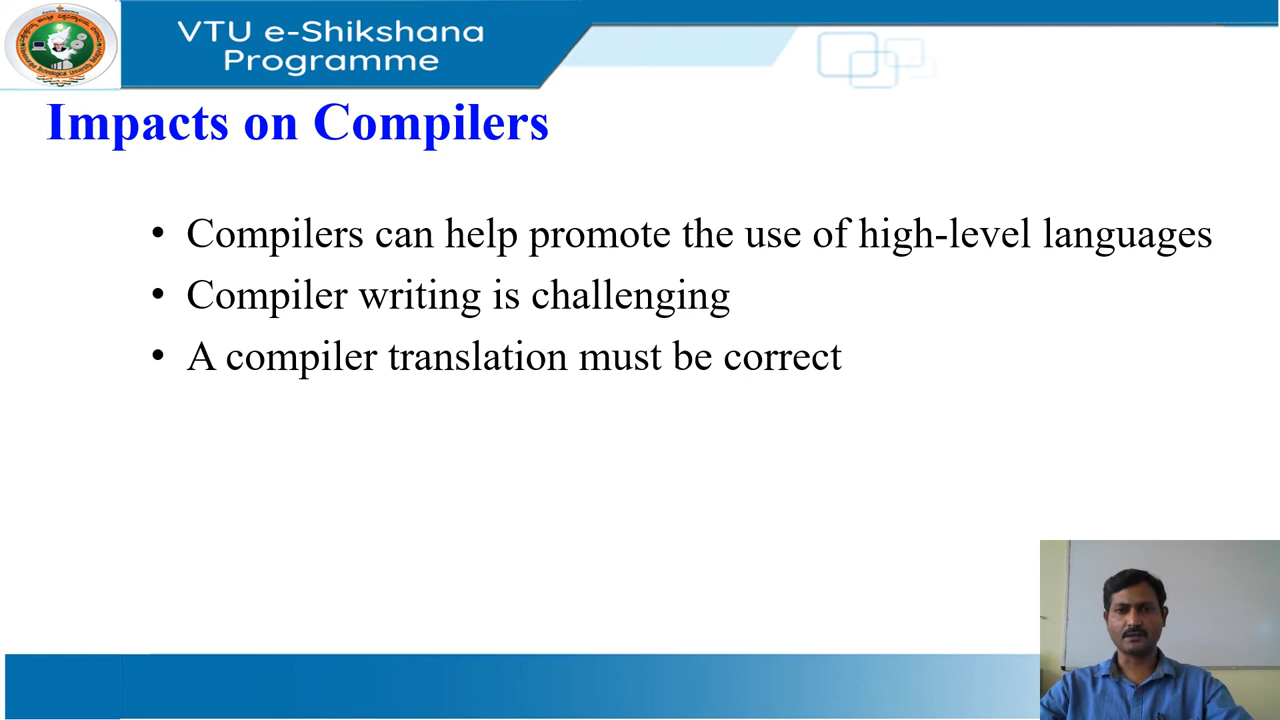 VTU e-Shikshana
Programme
Impacts on Compilers
• Compilers can help promote the use of high-level languages
• Compiler writing is challenging
• A compiler translation must be correct